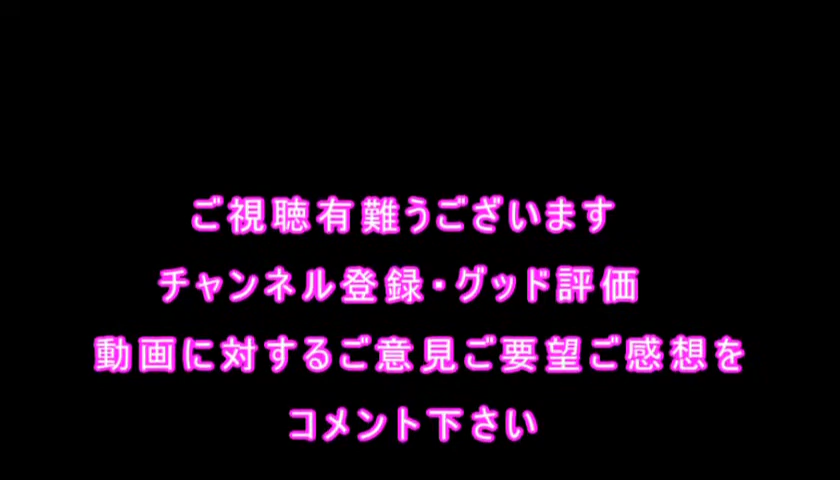 ご視聴有難うございます
チャンネル登録・グッド評価
動画に対するご意見ご要望ご感想を
コメント下さい